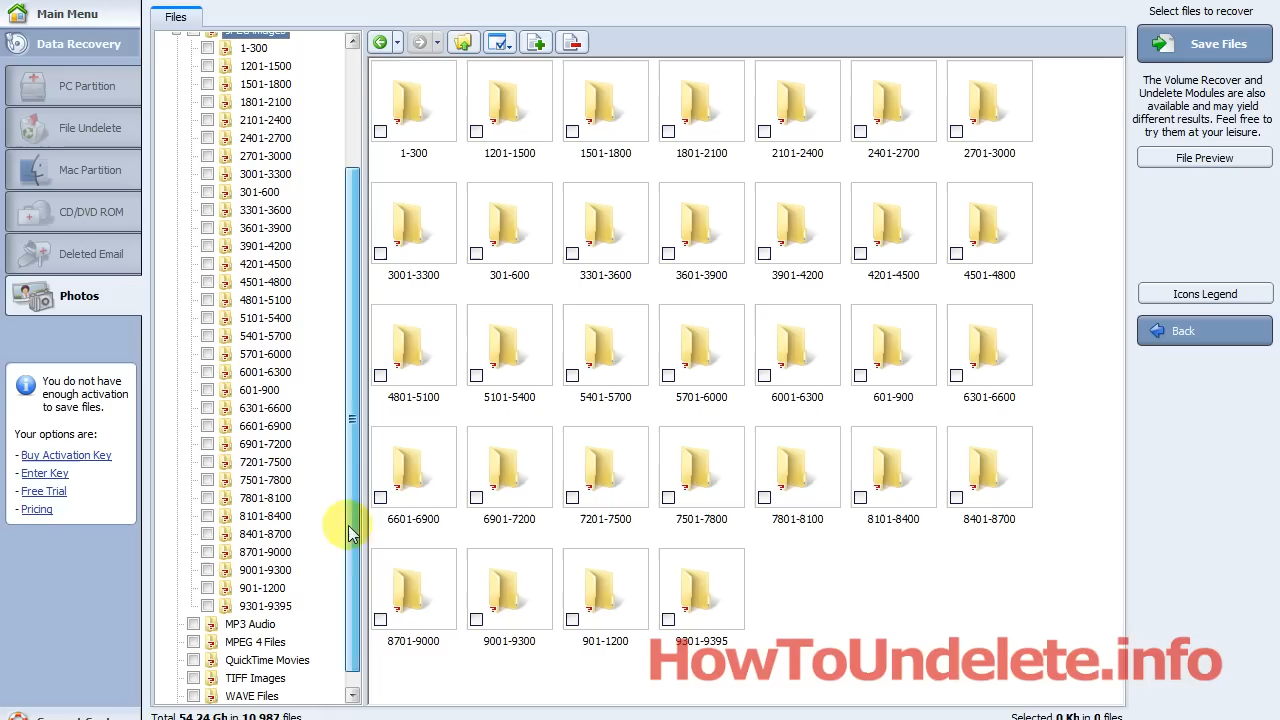 Main Menu
Data Recovery
PC Partition
File Undelete
Mac Partition
CD/DVD ROM
Deleted Email
Photos
You do not have
enough activation
to save files.
Your options are:
- Buy Activation Key
- Enter Key
- Free Trial
- Pricing
Files
JPEG Images
1-300
1201-1500
1501-1800
1801-2100
2101-2400
2401-2700
2701-3000
3001-3300
301-600
3301-3600
3601-3900
3901-4200
4201-4500
4501-4800
4801-5100
5101-5400
5401-5700
5701-6000
6001-6300
601-900
6301-6600
6601-6900
6901-7200
7201-7500
7501-7800
7801-8100
8101-8400
8401-8700
8701-9000
9001-9300
901-1200
9301-9395
MP3 Audio
MPEG 4 Files
QuickTime Movies
TIFF Images
WAVE Files
Total 54.24 Gb in 10,987 files
1-300 1201-1500 1501-1800 1801-2100 2101-2400 2401-2700 2701-3000
3001-3300 301-600 3301-3600 3601-3900 3901-4200 4201-4500 4501-4800
4801-5100 5101-5400 5401-5700 5701-6000 6001-6300 601-900 6301-6600
6601-6900 6901-7200 7201-7500 7501-7800 7801-8100 8101-8400 8401-8700
8701-9000 9001-9300 901-1200 9301-9395
HowToUndelete.info
Selected 0 Kb in 0 files
Select files to recover
Save Files
The Volume Recover and
Undelete Modules are also
available and may yield
different results. Feel free to
try them at your leisure.
File Preview
Icons Legend
Back